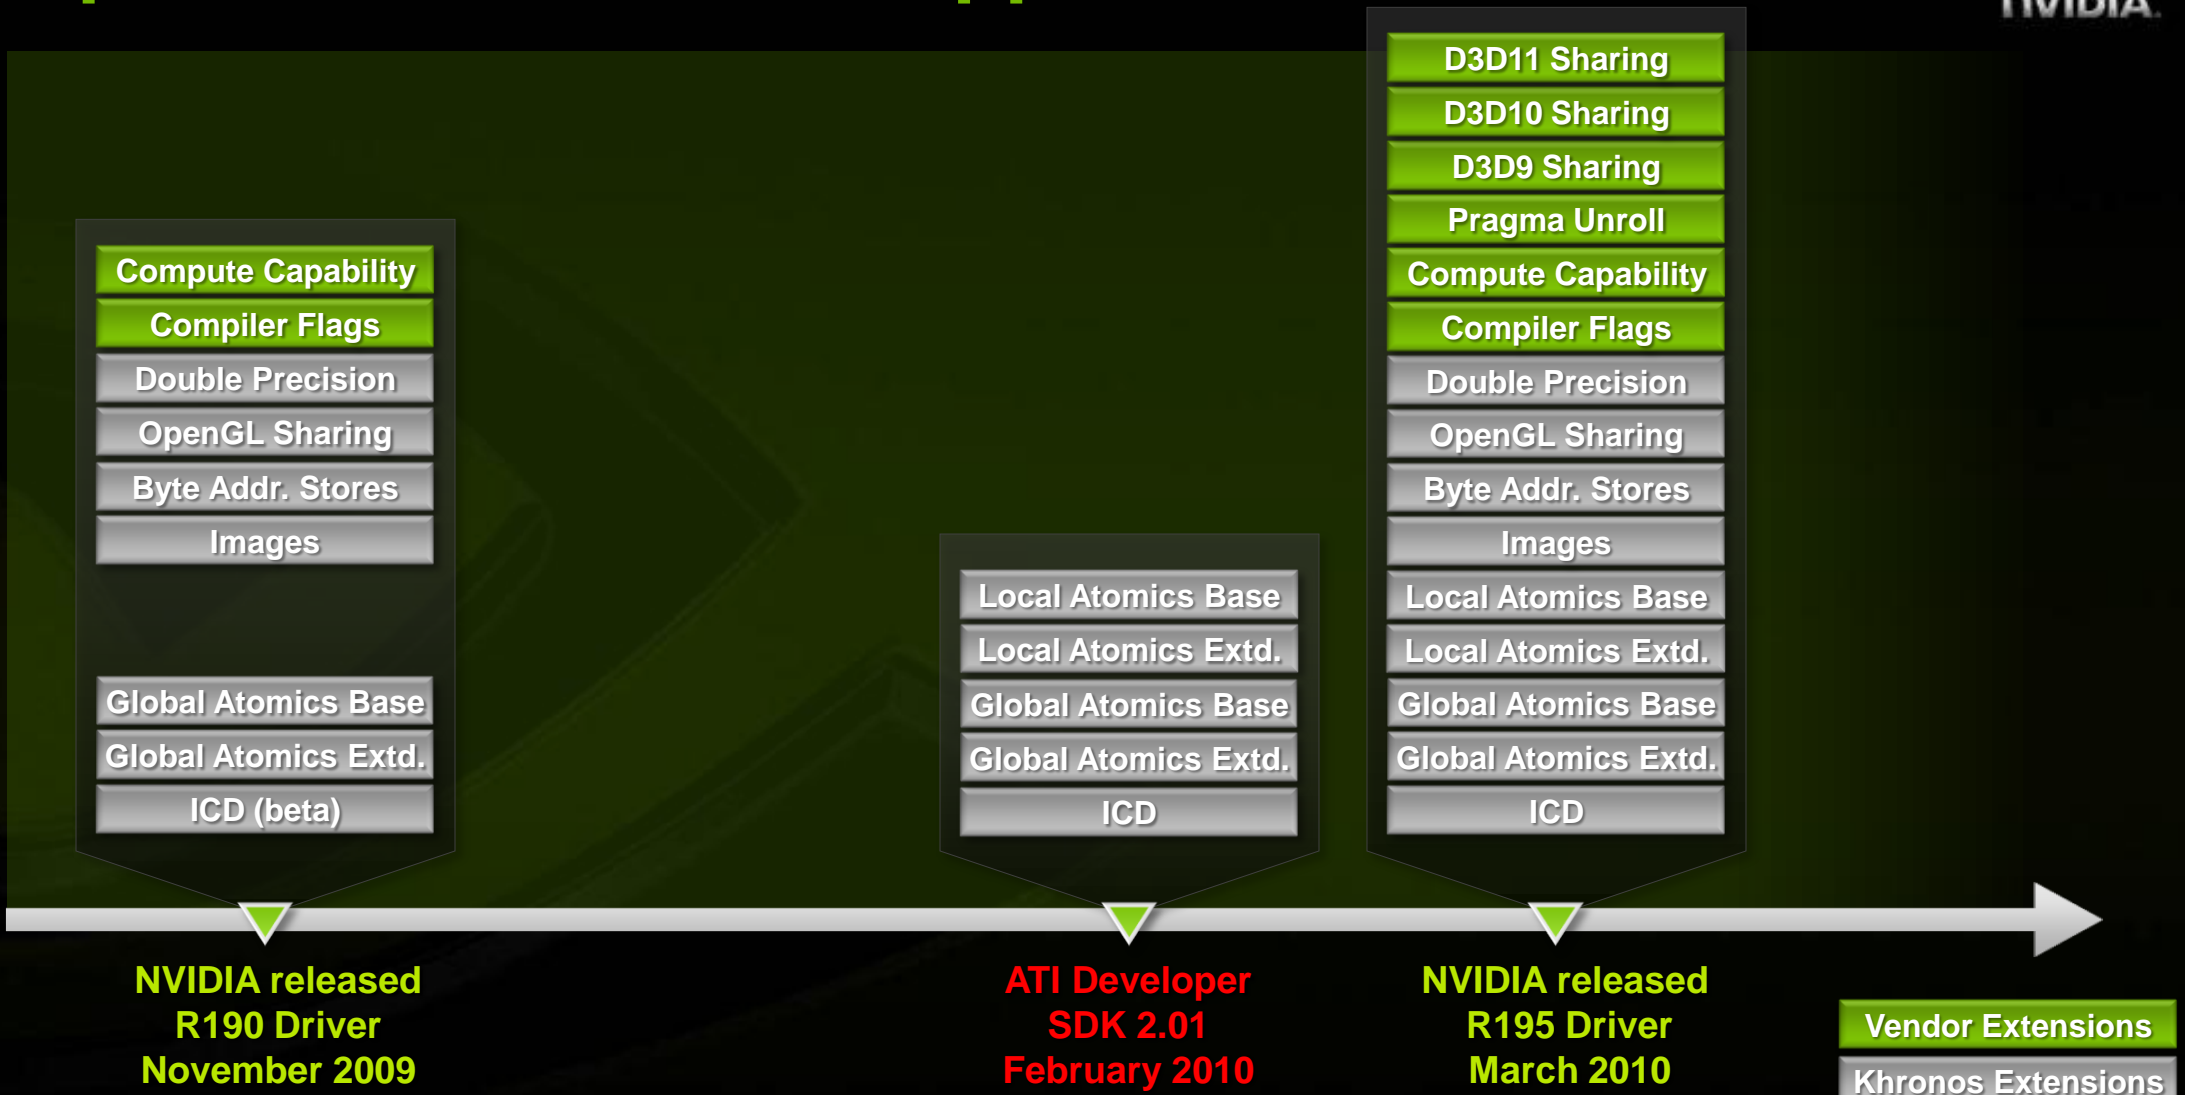 NVIDIA.
Compute Capability
Compiler Flags
Double Precision
OpenGL Sharing
Byte Addr. Stores
Images
Global Atomics Base
Global Atomics Extd.
ICD (beta)
NVIDIA released
R190 Driver
November 2009
Local Atomics Base
Local Atomics Extd.
Global Atomics Base
Global Atomics Extd.
ICD
ATI Developer
SDK 2.01
February 2010
D3D11 Sharing
D3D10 Sharing
D3D9 Sharing
Pragma Unroll
Compute Capability
Compiler Flags
Double Precision
OpenGL Sharing
Byte Addr. Stores
Images
Local Atomics Base
Local Atomics Extd.
Global Atomics Base
Global Atomics Extd.
ICD
NVIDIA released
R195 Driver
March 2010
Vendor Extensions
Khronos Extensions